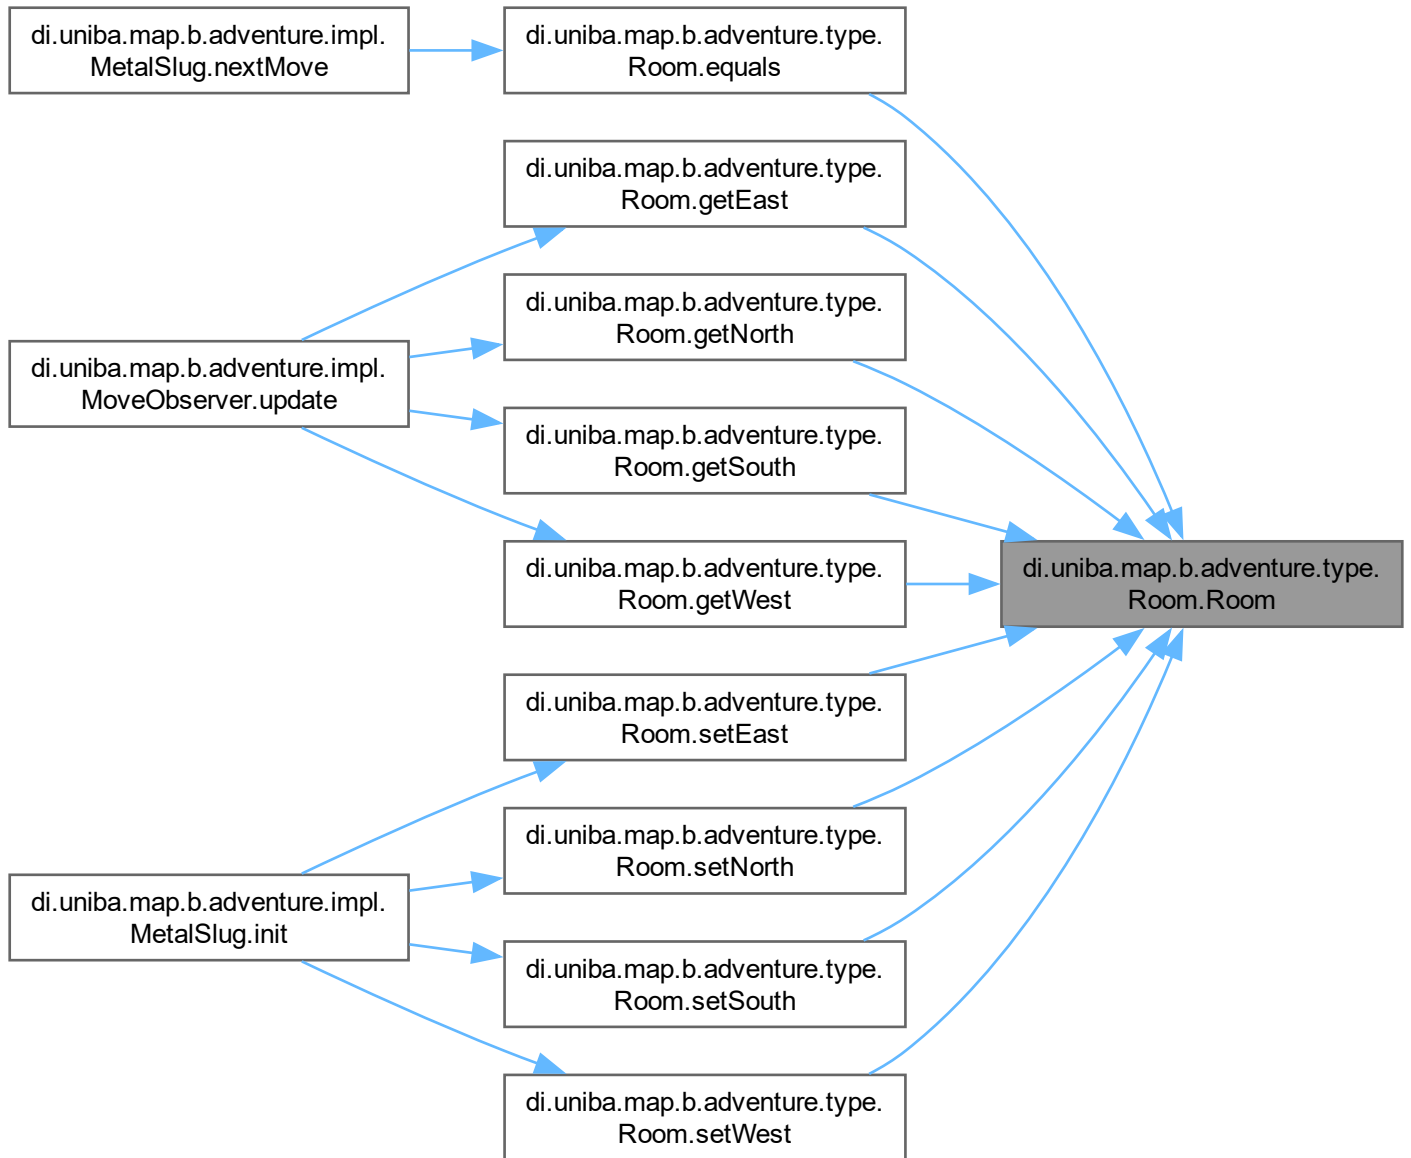 di.uniba.map.b.adventure.impl.
MetalSlug.nextMove
di.uniba.map.b.adventure.type.
Room.equals
di.uniba.map.b.adventure.type.
Room.getEast
di.uniba.map.b.adventure.type.
Room.getNorth
di.uniba.map.b.adventure.impl.
MoveObserver.update
di.uniba.map.b.adventure.type.
Room.getSouth
di.uniba.map.b.adventure.type.
Room.getWest
di.uniba.map.b.adventure.type.
Room.Room
di.uniba.map.b.adventure.type.
Room.setEast
di.uniba.map.b.adventure.type.
Room.setNorth
di.uniba.map.b.adventure.impl.
MetalSlug.init
di.uniba.map.b.adventure.type.
Room.setSouth
di.uniba.map.b.adventure.type.
Room.setWest